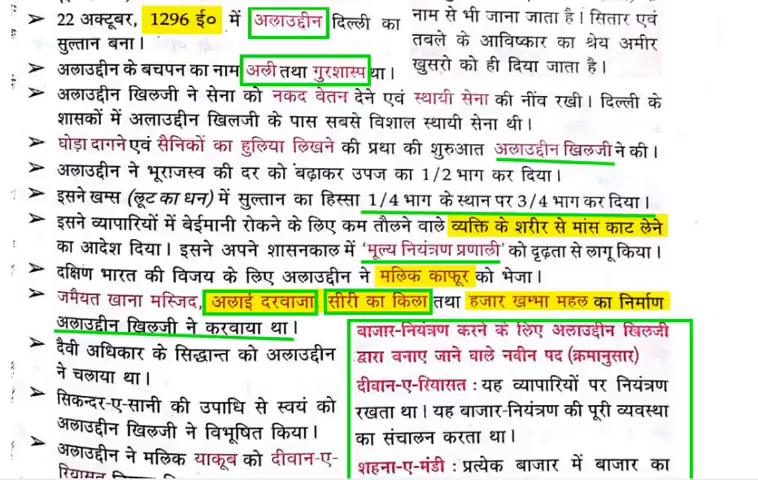 ➢ 22 अक्टूबर, 1296 ई० में अलाउद्दीन दिल्ली का
सुल्तान बना।
नाम से भी जाना जाता है। सितार एवं
तबले के आविष्कार का श्रेय अमीर
खुसरो को ही दिया जाता है।
➢ अलाउद्दीन के बचपन का नाम अली तथा गुरशास्प था।
➢ अलाउद्दीन खिलजी ने सेना को नकद वेतन देने एवं स्थायी सेना की नींव रखी। दिल्ली के
शासकों में अलाउद्दीन खिलजी के पास सबसे विशाल स्थायी सेना थी।
➢ घोड़ा दागने एवं सैनिकों का हुलिया लिखने की प्रथा की शुरुआत अलाउद्दीन खिलजी ने की।
➢ अलाउद्दीन ने भूराजस्व की दर को बढ़ाकर उपज का 1/2 भाग कर दिया।
➢ इसने खम्स (लूट का धन) में सुल्तान का हिस्सा 1/4 भाग के स्थान पर 3/4 भाग कर दिया।
➢ इसने व्यापारियों में बेईमानी रोकने के लिए कम तौलने वाले व्यक्ति के शरीर से मांस काट लेने
का आदेश दिया। इसने अपने शासनकाल में 'मूल्य नियंत्रण प्रणाली' को दृढ़ता से लागू किया।
➢ दक्षिण भारत की विजय के लिए अलाउद्दीन ने मलिक काफूर को भेजा।
➢ जमैयत खाना मस्जिद, अलाई दरवाजा, सीरी का किला तथा हजार खम्भा महल का निर्माण
अलाउद्दीन खिलजी ने करवाया था।
➢ दैवी अधिकार के सिद्धान्त को अलाउद्दीन
ने चलाया था।
➢ सिकन्दर-ए-सानी की उपाधि से स्वयं को
अलाउद्दीन खिलजी ने विभूषित किया।
➢ अलाउद्दीन ने मलिक याकूब को दीवान-ए-
बाजार-नियंत्रण करने के लिए अलाउद्दीन खिलजी
द्वारा बनाए जाने वाले नवीन पद (क्रमानुसार)
दीवान-ए-रियासत : यह व्यापारियों पर नियंत्रण
रखता था। यह बाजार-नियंत्रण की पूरी व्यवस्था
का संचालन करता था।
शहना-ए-मंडी : प्रत्येक बाजार में बाजार का